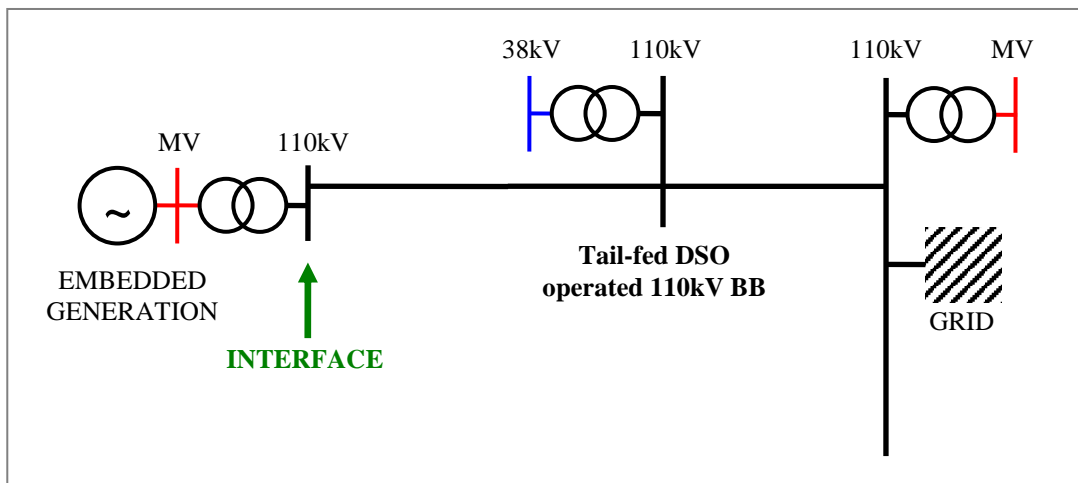 38kV
110kV
110kV
MV
MV
110kV
~
EMBEDDED
GENERATION
INTERFACE
Tail-fed DSO
operated 110kV BB
GRID